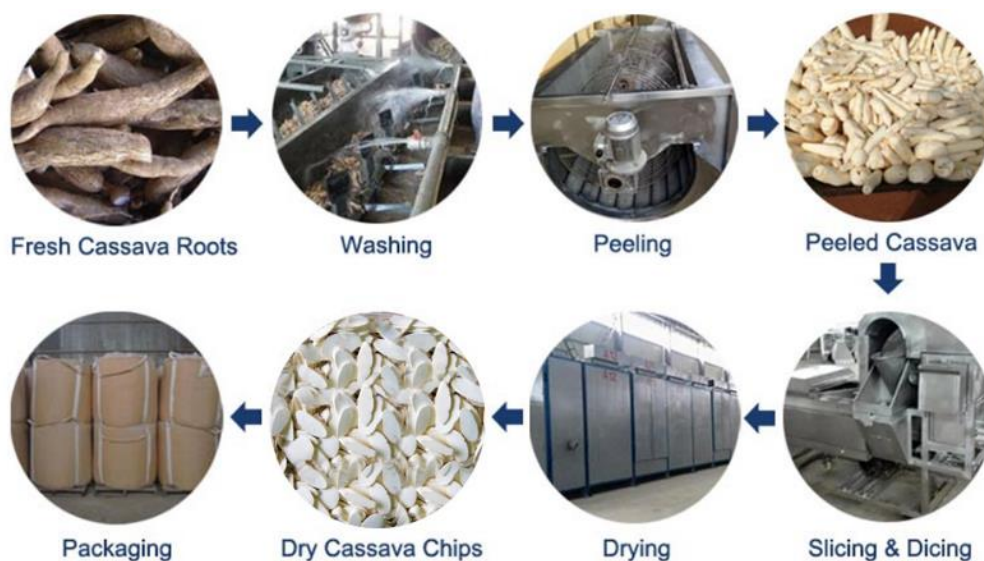 Fresh Cassava Roots
Washing
Peeling
Peeled Cassava
Slicing & Dicing
Drying
Dry Cassava Chips
Packaging